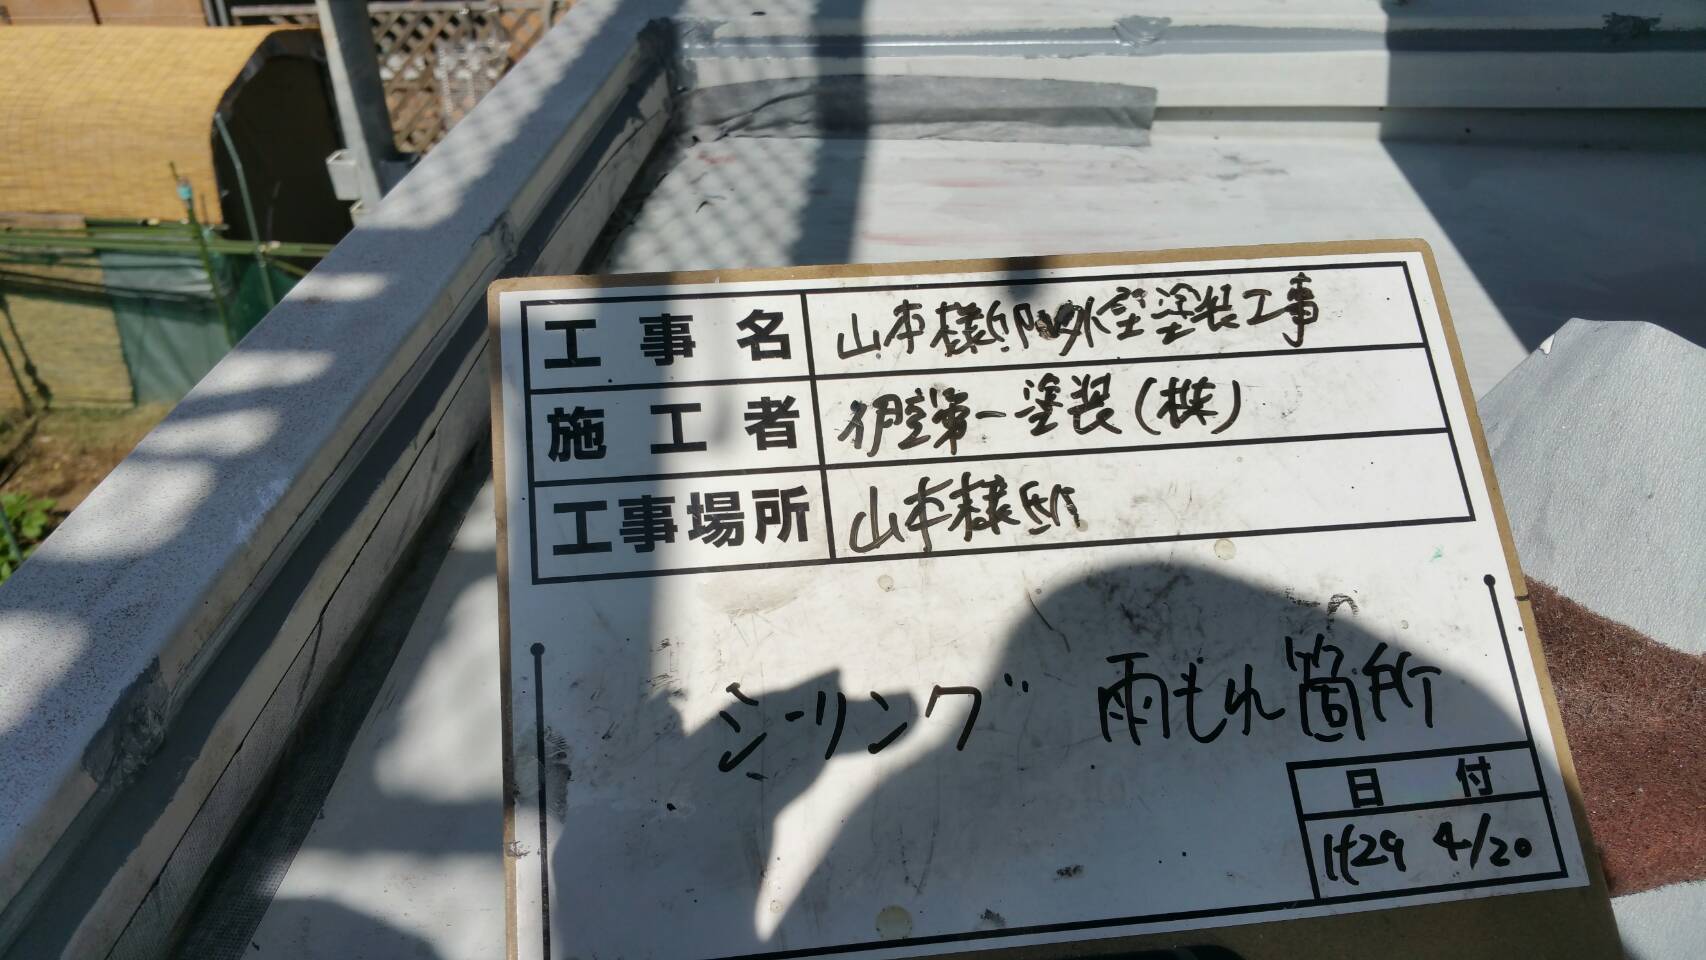 工事名 山本様邸外壁塗装工事
施工者 伊室第一塗装(株)
工事場所 山本様邸
シーリング 雨もれ箇所
日付
H29 4/20